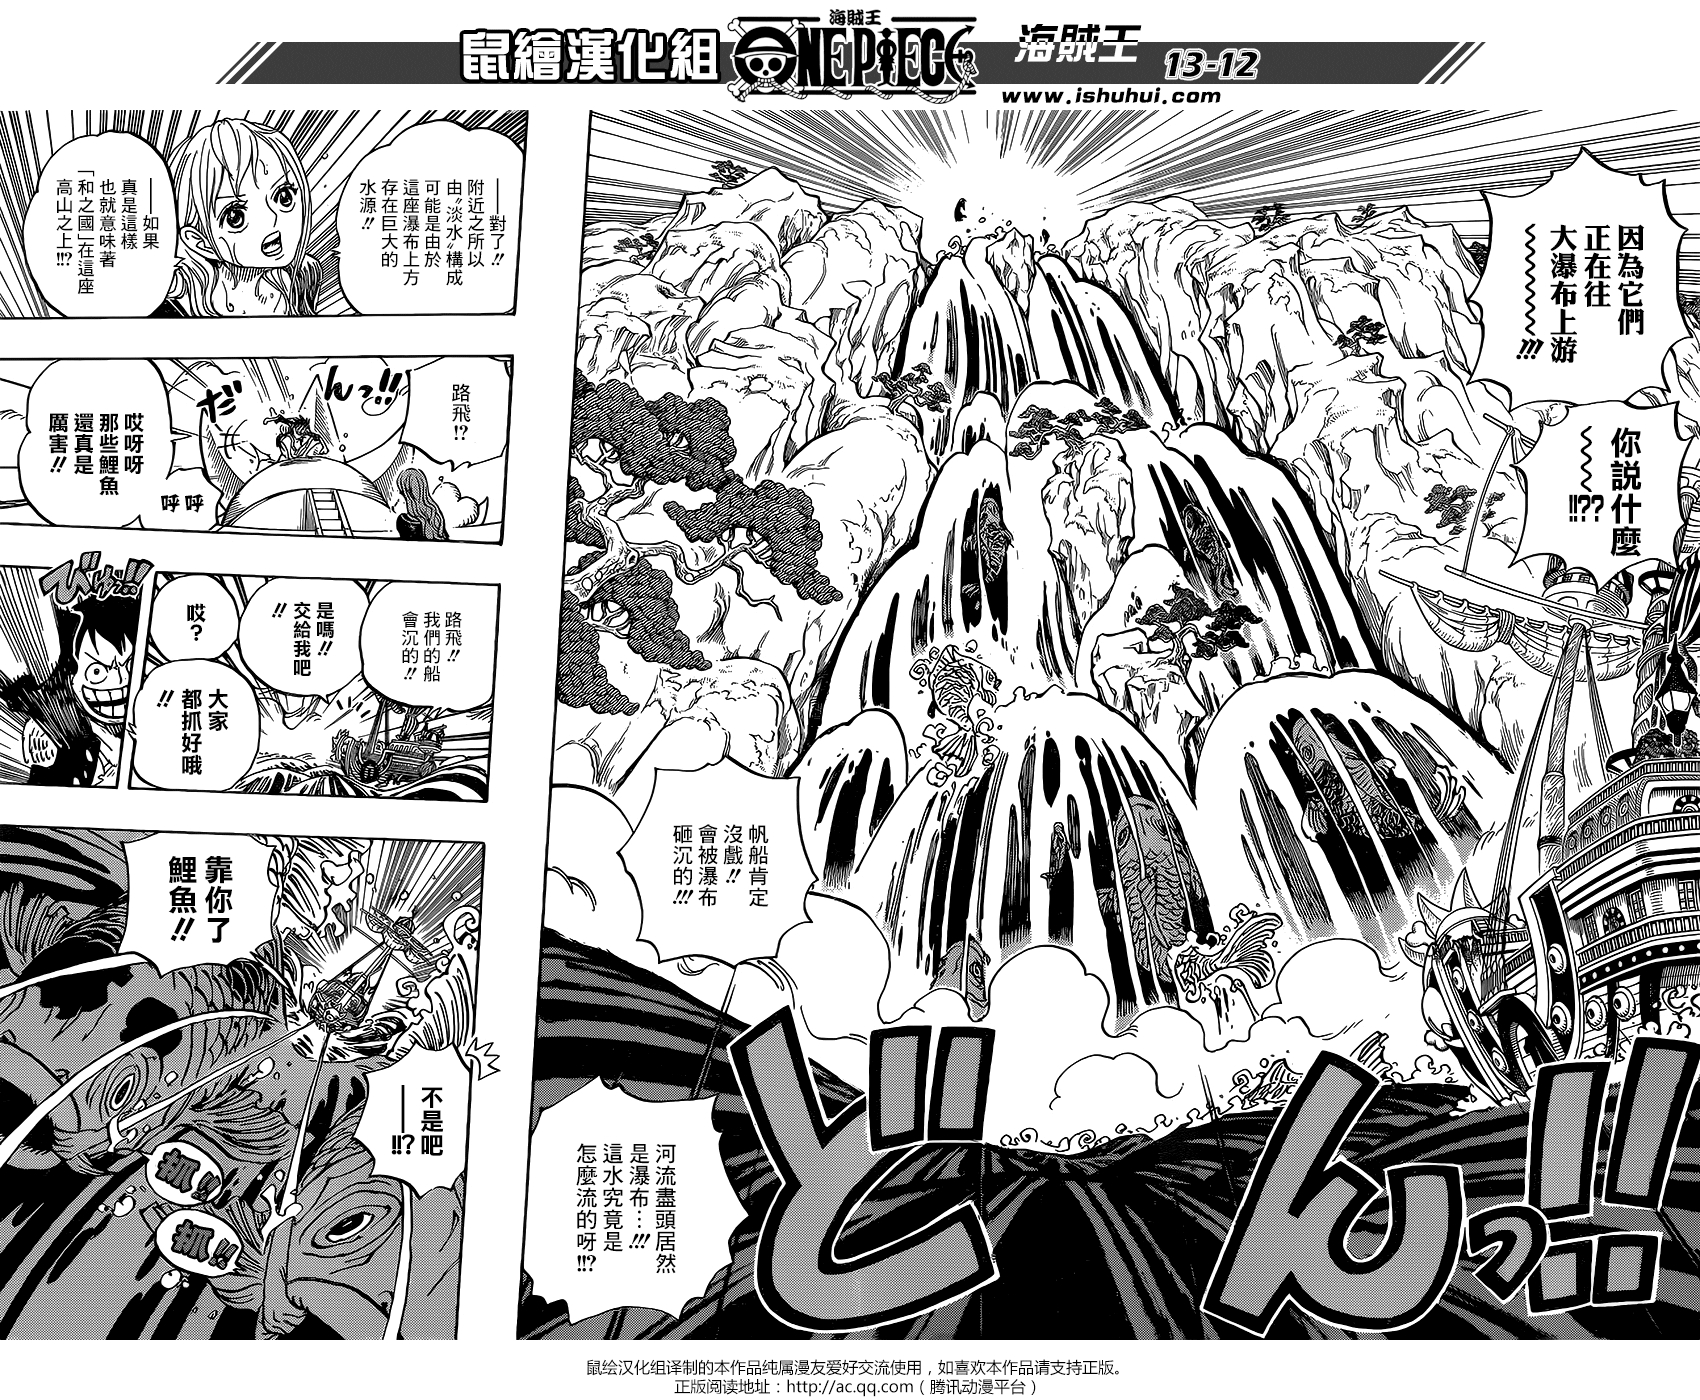 鼠繪漢化組
海賊王
ONE PIECE
海賊王
13-12
www.ishuhui.com
因為它們
正在往
大瀑布上游
～～～～～!!!
你說什麼
～～～～!!??
帆船肯定
沒戲!!
會被瀑布
砸沉的!!!
河流盡頭居然
是瀑布…!!!
這水究竟是
怎麼流的呀!!?
どんっ!!
——對了!!
附近之所以
由“淡水”構成
可能是由於
這座瀑布上方
存在巨大的
水源!!
——如果
真是這樣
也就意味著
「和之國」在這座
高山之上!!?
路飛!?
だんっ!!
哎呀呀
那些鯉魚
還真是
厲害!!
呼呼
路飛!!
我們的船
會沉的!!
是嗎!!
交給我吧
!!
哎?
大家
都抓好哦
!!
びゅっ!!
靠你了
鯉魚!!
不是吧
——!!?
抓!!
抓!!
鼠绘汉化组译制的本作品纯属漫友爱好交流使用，如喜欢本作品请支持正版。
正版阅读地址：http://ac.qq.com（腾讯动漫平台）